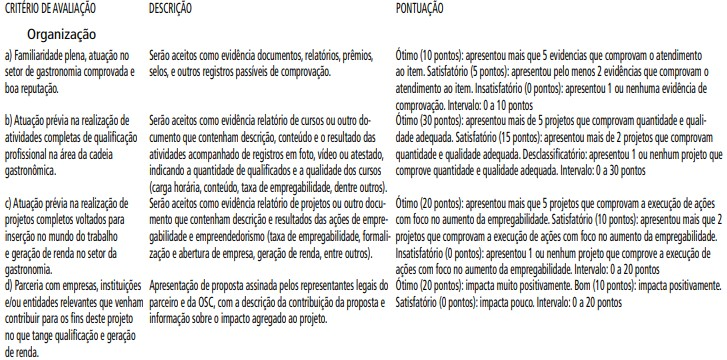 CRITÉRIO DE AVALIAÇÃO DESCRIÇÃO PONTUAÇÃO
Organização
a) Familiaridade plena, atuação no
setor de gastronomia comprovada e
boa reputação.
Serão aceitos como evidência documentos, relatórios, prêmios,
selos, e outros registros passíveis de comprovação.
Ótimo (10 pontos): apresentou mais que 5 evidencias que comprovam o atendimento
ao item. Satisfatório (5 pontos): apresentou pelo menos 2 evidências que comprovam o
atendimento ao item. Insatisfatório (0 pontos): apresentou 1 ou nenhuma evidência de
comprovação. Intervalo: 0 a 10 pontos
b) Atuação prévia na realização de
atividades completas de qualificação
profissional na área da cadeia
gastronômica.
Serão aceitos como evidência relatório de cursos ou outro do-
cumento que contenham descrição, conteúdo e o resultado das
atividades acompanhado de registros em foto, vídeo ou atestado,
indicando a quantidade de qualificados e a qualidade dos cursos
(carga horária, conteúdo, taxa de empregabilidade, dentre outros).
Ótimo (30 pontos): apresentou mais de 5 projetos que comprovam quantidade e quali-
dade adequada. Satisfatório (15 pontos): apresentou mais de 2 projetos que comprovam
quantidade e qualidade adequada. Desclassificatório: apresentou 1 ou nenhum projeto que
comprove quantidade e qualidade adequada. Intervalo: 0 a 30 pontos
c) Atuação prévia na realização de
projetos completos voltados para
inserção no mundo do trabalho
e geração de renda no setor da
gastronomia.
Serão aceitos como evidência relatório de projetos ou outro docu-
mento que contenham descrição e resultados das ações de empre-
gabilidade e empreendedorismo (taxa de empregabilidade, formali-
zação e abertura de empresa, geração de renda, entre outros).
Ótimo (20 pontos): apresentou mais que 5 projetos que comprovam a execução de ações
com foco no aumento da empregabilidade. Satisfatório (10 pontos): apresentou mais que 2
projetos que comprovam a execução de ações com foco no aumento da empregabilidade.
Insatisfatório (0 pontos): apresentou 1 ou nenhum projeto que comprove a execução de
ações com foco no aumento da empregabilidade. Intervalo: 0 a 20 pontos
d) Parceria com empresas, instituições
e/ou entidades relevantes que venham
contribuir para os fins deste projeto
no que tange qualificação e geração
de renda.
Apresentação de proposta assinada pelos representantes legais do
parceiro e da OSC, com a descrição da contribuição da proposta e
informação sobre o impacto agregado ao projeto.
Ótimo (20 pontos): impacta muito positivamente. Bom (10 pontos): impacta positivamente.
Satisfatório (0 pontos): impacta pouco. Intervalo: 0 a 20 pontos